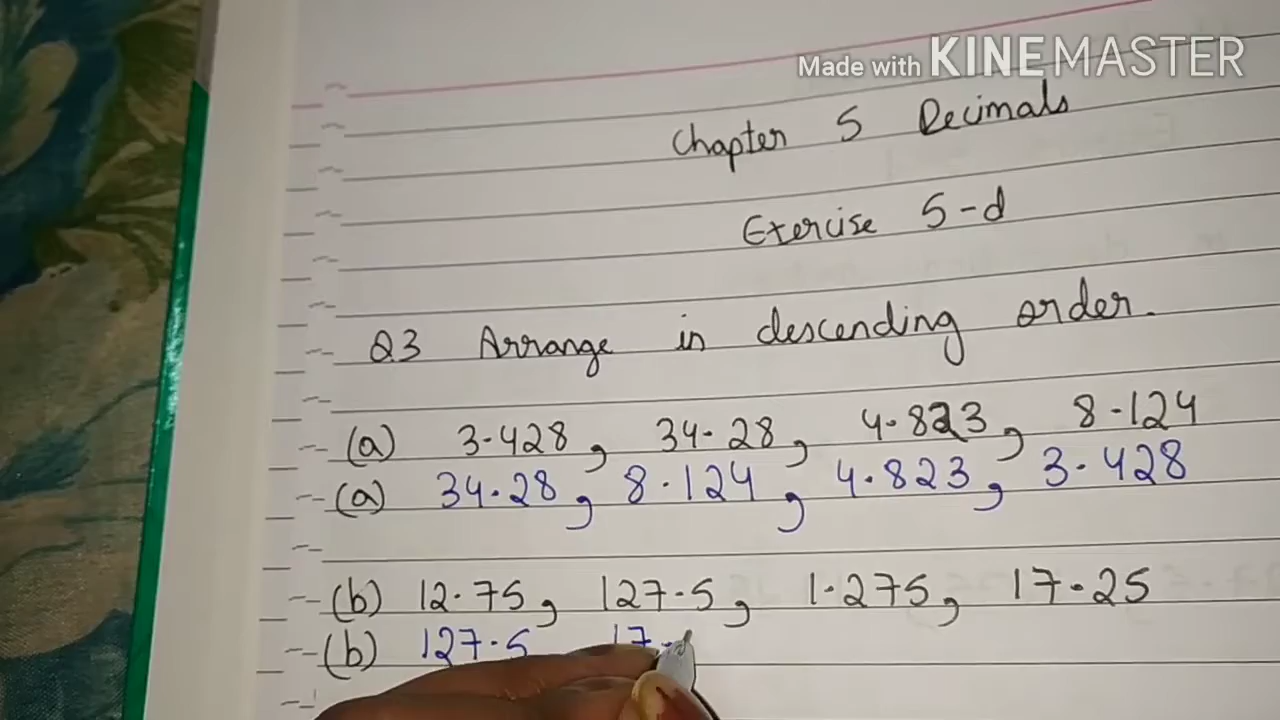 Made with KINEMASTER
Chapter 5 Decimals
Exercise 5-d
Q3 Arrange in descending order.
(a) 3.428, 34.28, 4.823, 8.124
(a) 34.28, 8.124, 4.823, 3.428
(b) 12.75, 127.5, 1.275, 17.25
(b) 127.5 17.